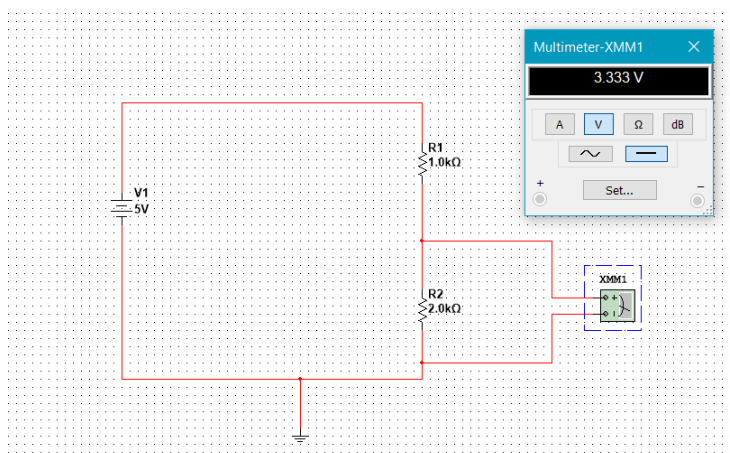 Multimeter-XMM1
3.333 V
A V Ω dB
+ Set... −
R1
1.0kΩ
V1
5V
XMM1
R2
2.0kΩ